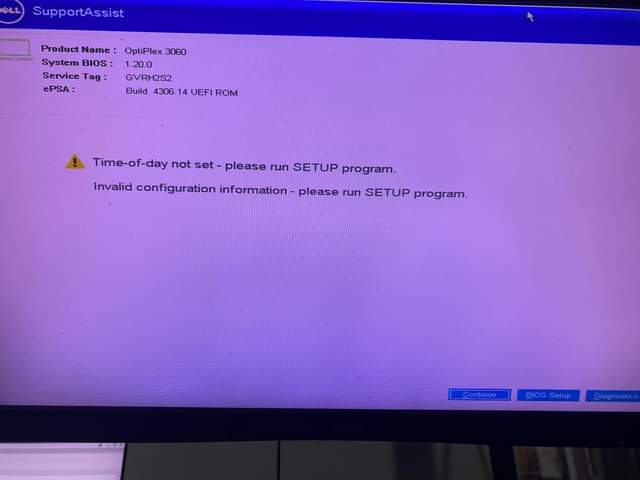 DELL SupportAssist
Product Name : OptiPlex 3060
System BIOS : 1.20.0
Service Tag : GVRH2S2
ePSA : Build 4306.14 UEFI ROM
Time-of-day not set - please run SETUP program.
Invalid configuration information - please run SETUP program.
Continue BIOS Setup Diagnostics